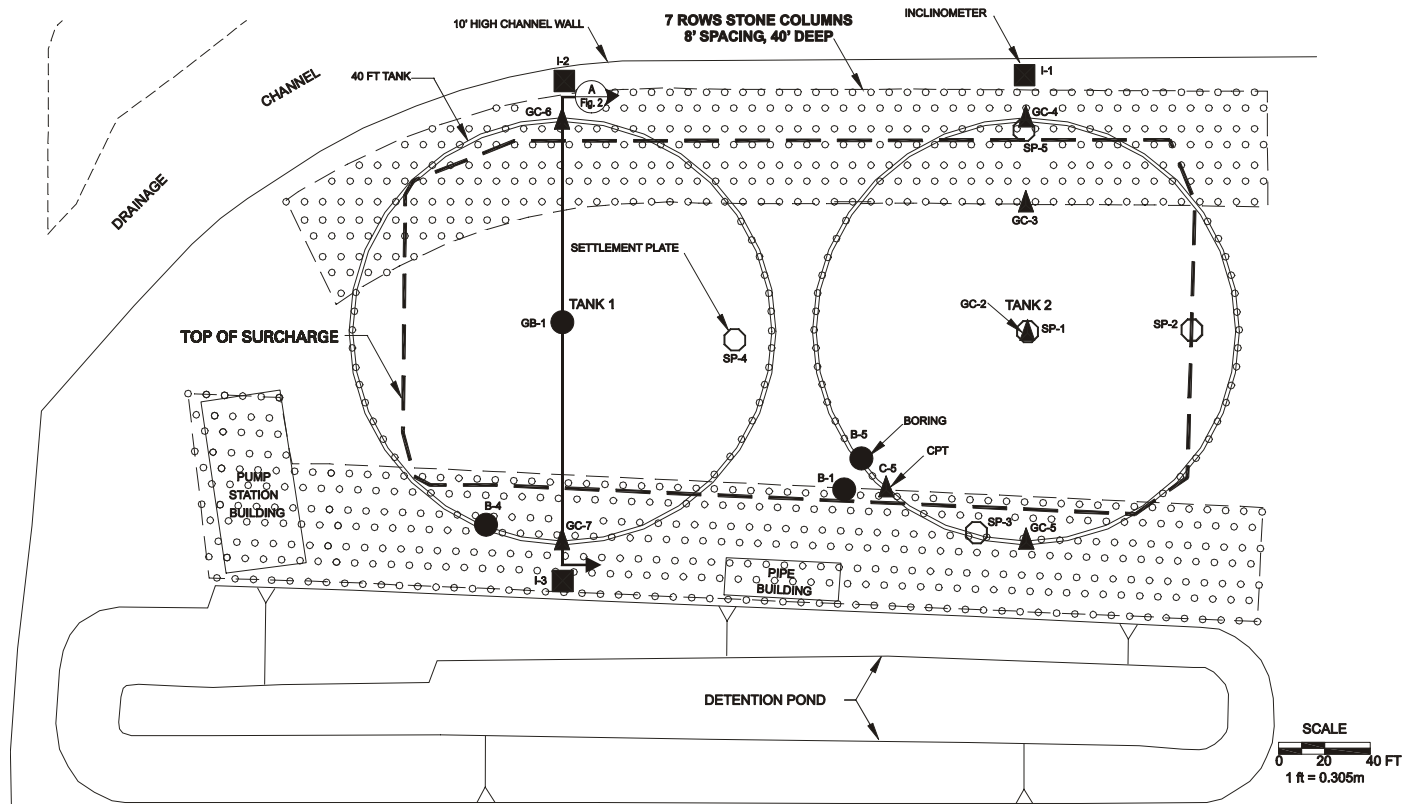 10' HIGH CHANNEL WALL
7 ROWS STONE COLUMNS
8' SPACING, 40' DEEP
INCLINOMETER
I-2
I-1
40 FT TANK
CHANNEL
A
Fig. 2
GC-6
GC-4
SP-5
DRAINAGE
GC-3
SETTLEMENT PLATE
TANK 1
GB-1
GC-2
TANK 2
SP-1
SP-2
TOP OF SURCHARGE
SP-4
BORING
B-5
CPT
C-5
B-1
PUMP
STATION
BUILDING
B-4
GC-7
SP-3
GC-5
I-3
PIPE
BUILDING
DETENTION POND
SCALE
0 20 40 FT
1 ft = 0.305m